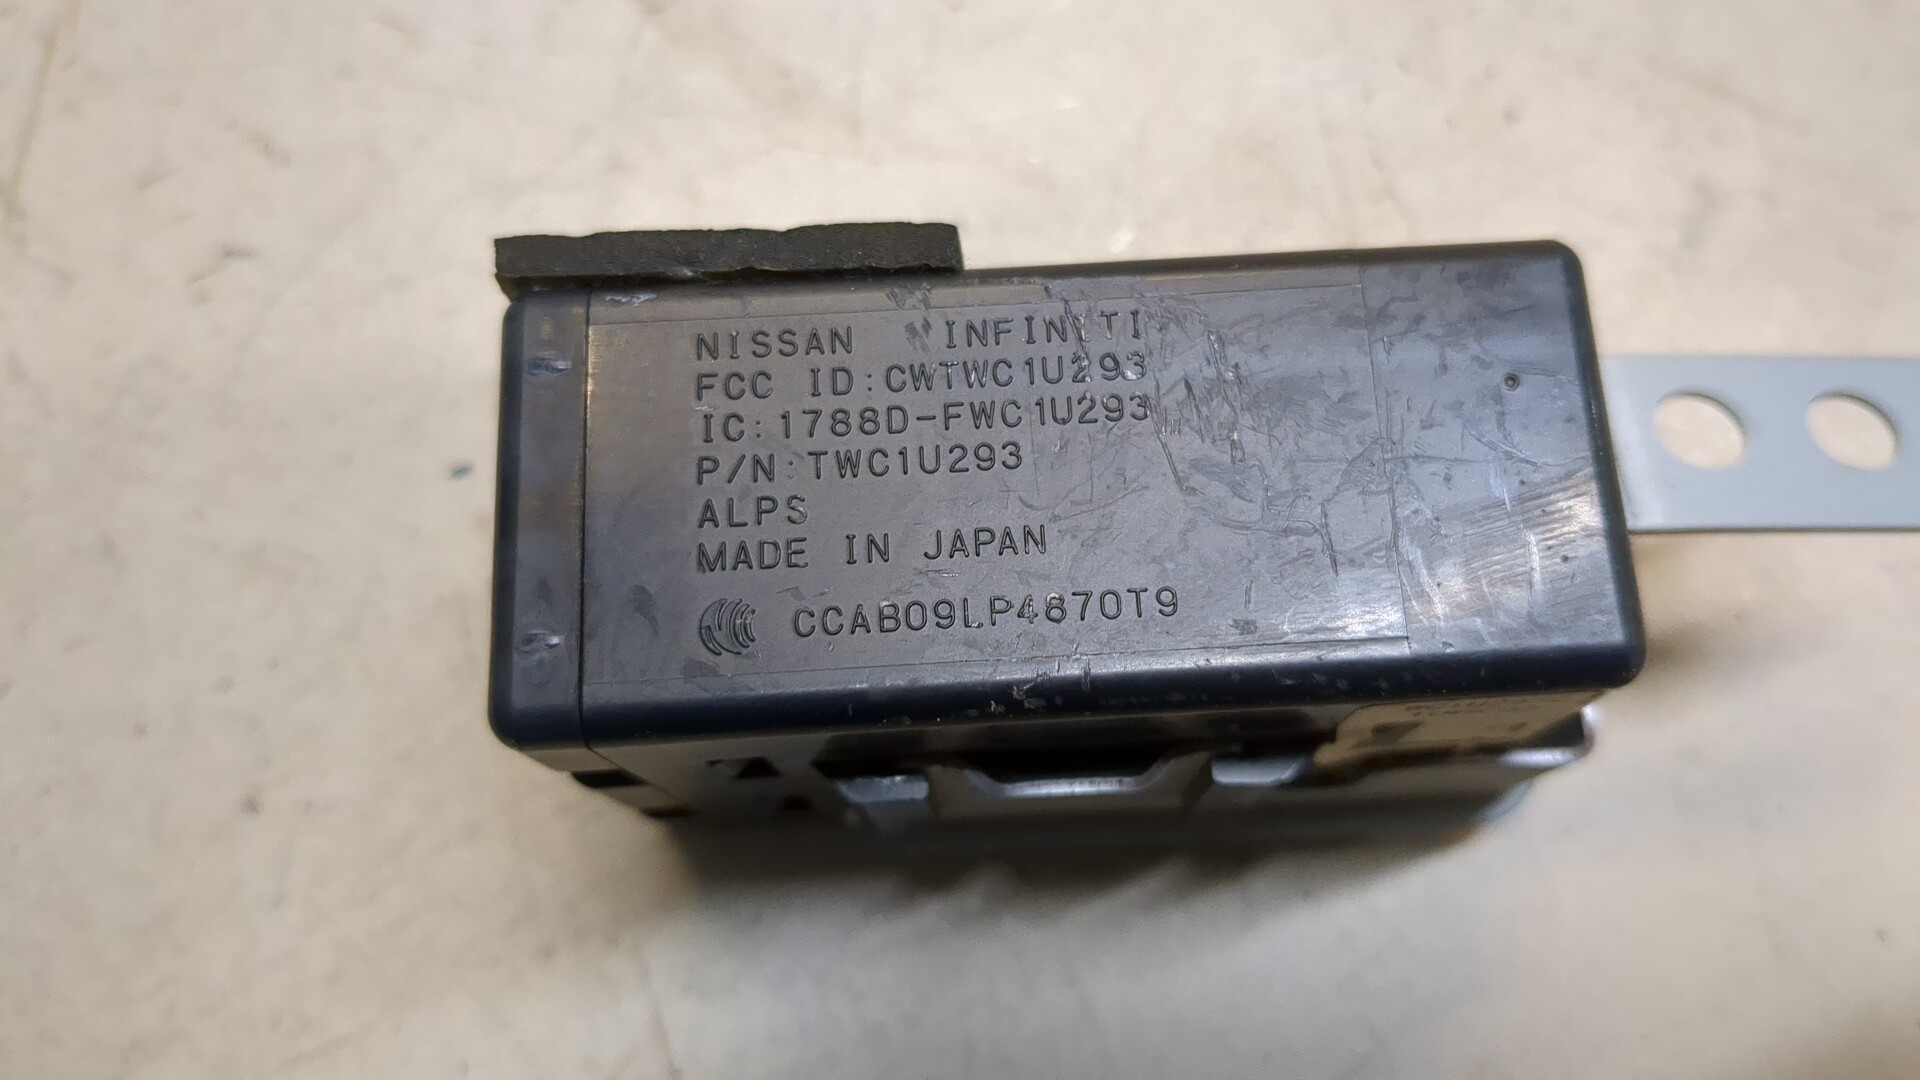 NISSAN INFINITI
FCC ID:CWTWC1U293
IC:1788D-FWC1U293
P/N:TWC1U293
ALPS
MADE IN JAPAN
CCAB09LP4870T9